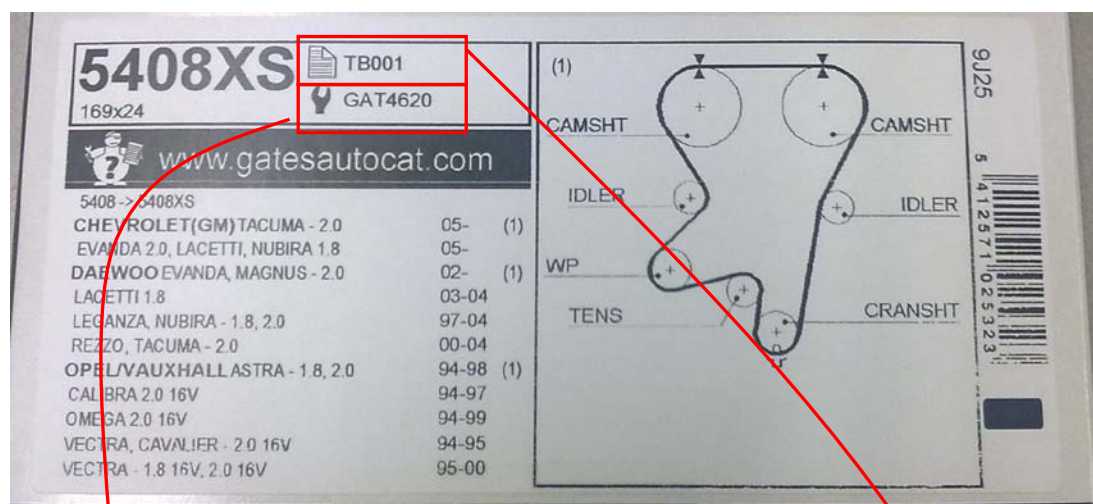 5408XS
TB001
169x24
GAT4620
www.gatesautocat.com
5408 -> 5408XS
CHEVROLET(GM) TACUMA - 2.0 05- (1)
EVANDA 2.0, LACETTI, NUBIRA 1.8 05-
DAEWOO EVANDA, MAGNUS - 2.0 02- (1)
LACETTI 1.8 03-04
LEGANZA, NUBIRA - 1.8, 2.0 97-04
REZZO, TACUMA - 2.0 00-04
OPEL/VAUXHALL ASTRA - 1.8, 2.0 94-98 (1)
CALIBRA 2.0 16V 94-97
OMEGA 2.0 16V 94-99
VECTRA, CAVALIER - 2.0 16V 94-95
VECTRA - 1.8 16V, 2.0 16V 95-00
(1)
CAMSHT
CAMSHT
IDLER
IDLER
WP
TENS
CRANSHT
9J25
5 412571 025323